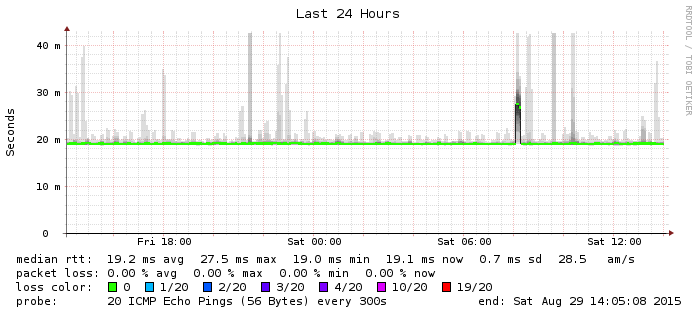 Last 24 Hours
RRDTOOL / TOBI OETIKER
Seconds
40 m
30 m
20 m
10 m
0
Fri 18:00 Sat 00:00 Sat 06:00 Sat 12:00
median rtt: 19.2 ms avg 27.5 ms max 19.0 ms min 19.1 ms now 0.7 ms sd 28.5 am/s
packet loss: 0.00 % avg 0.00 % max 0.00 % min 0.00 % now
loss color: 0 1/20 2/20 3/20 4/20 10/20 19/20
probe: 20 ICMP Echo Pings (56 Bytes) every 300s end: Sat Aug 29 14:05:08 2015